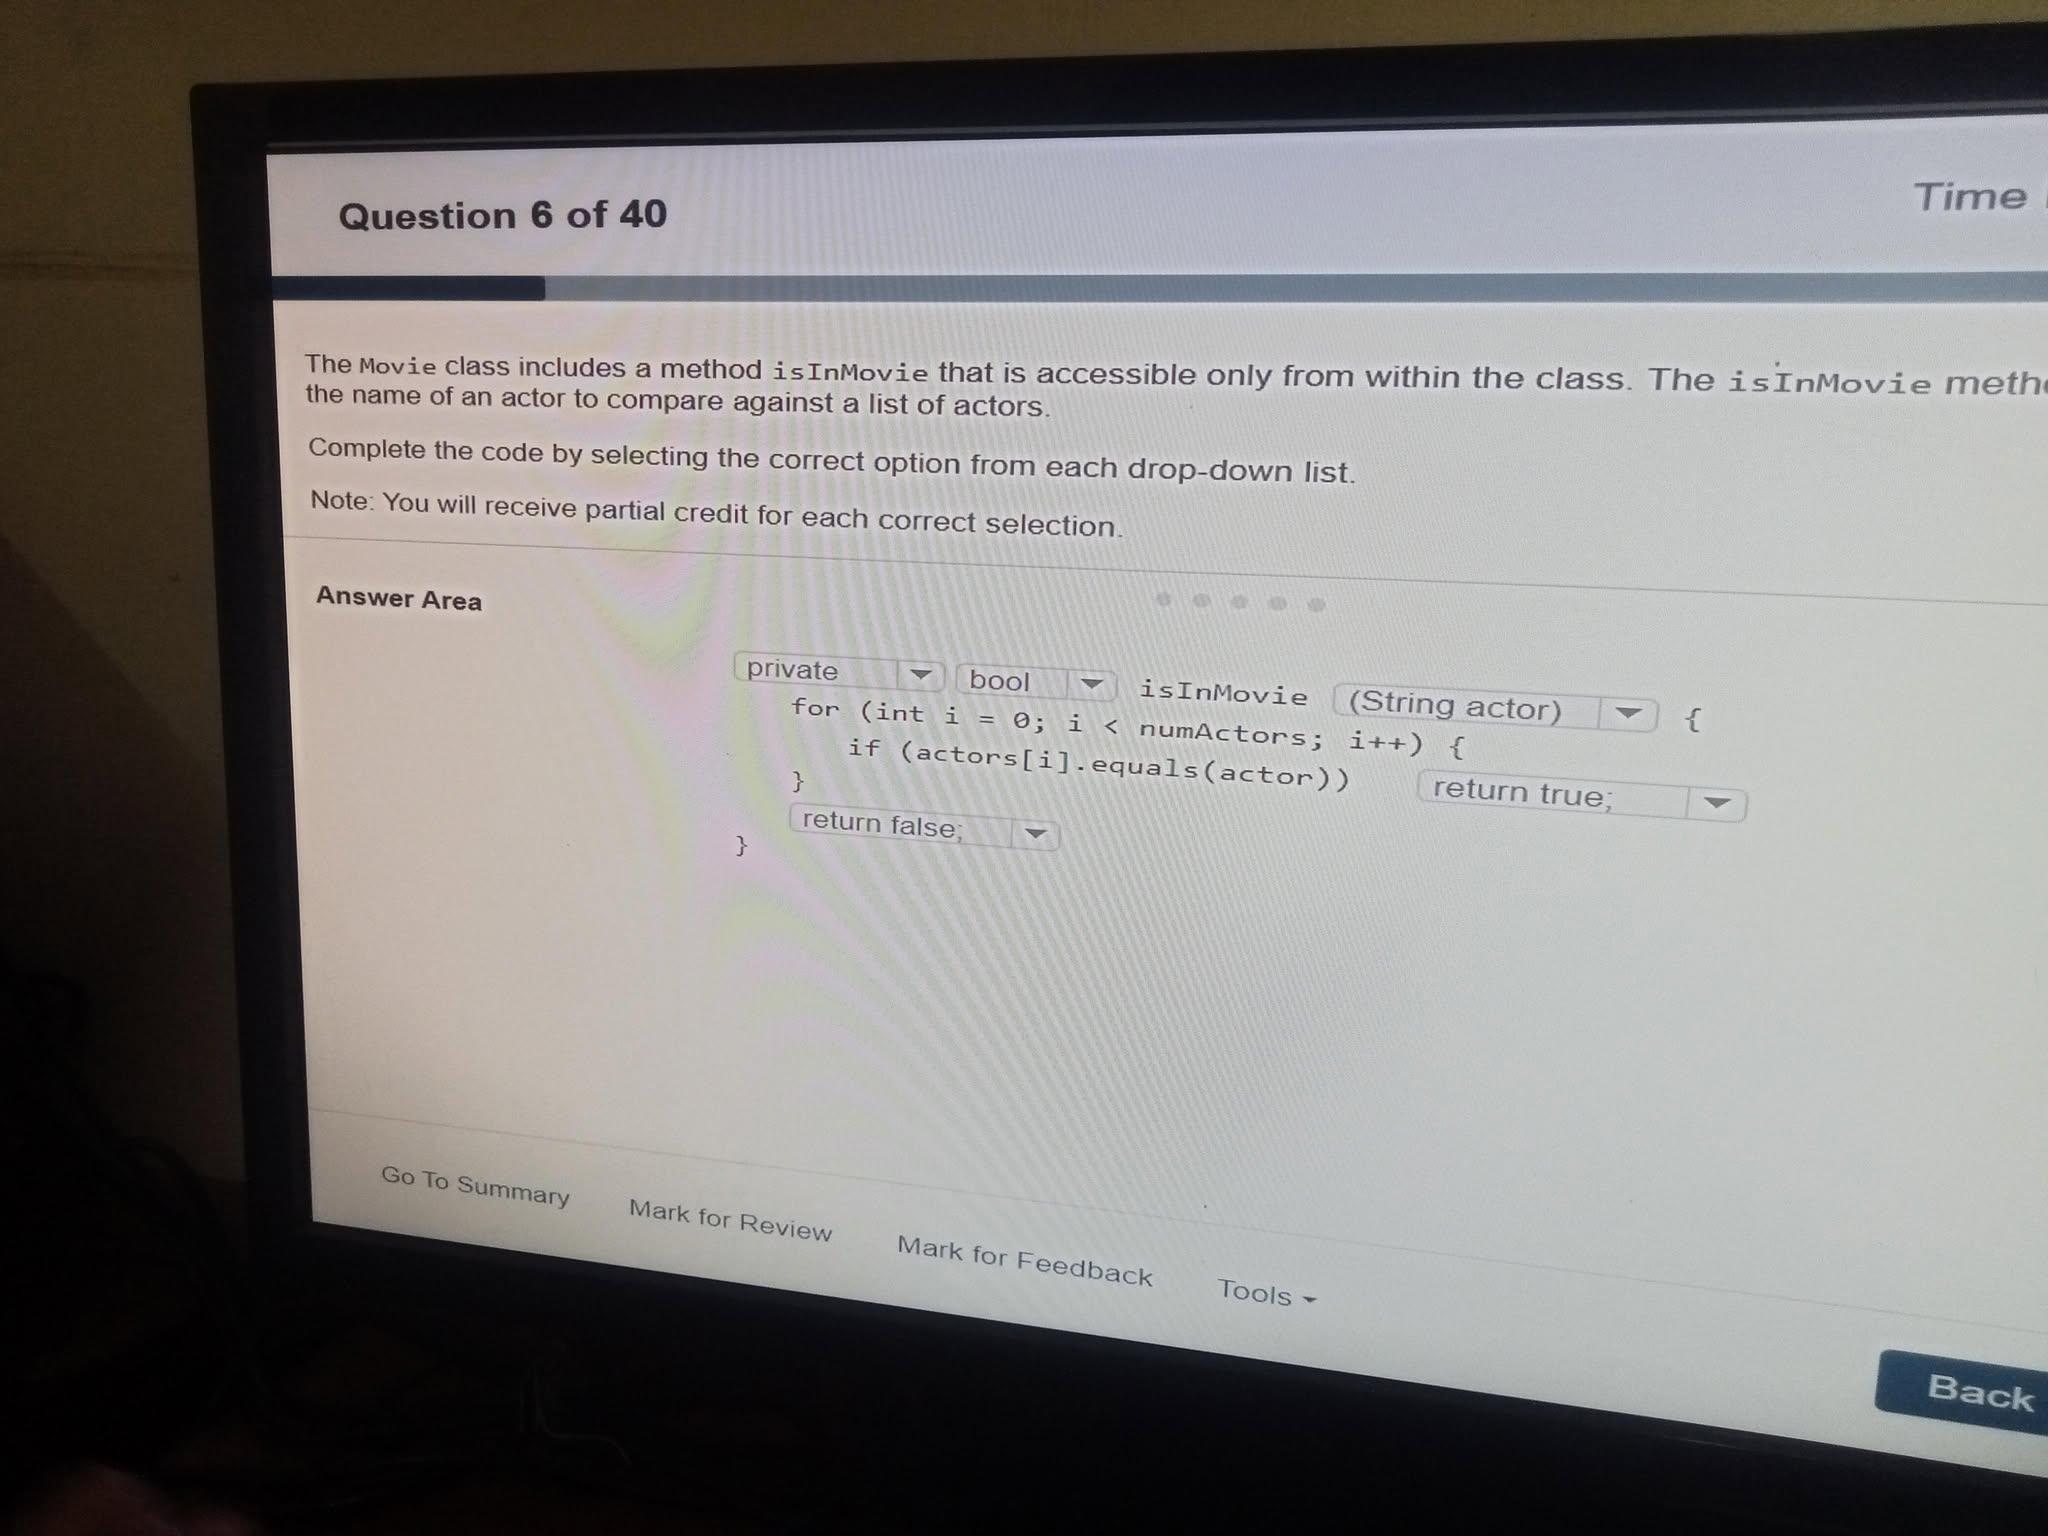 Question 6 of 40
Time
The Movie class includes a method isInMovie that is accessible only from within the class. The isInMovie
the name of an actor to compare against a list of actors.
Complete the code by selecting the correct option from each drop-down list.
Note: You will receive partial credit for each correct selection.
Answer Area
private bool isInMovie (String actor) {
for (int i = 0; i < numActors; i++) {
if (actors[i].equals(actor)) return true;
}
return false;
}
Go To Summary Mark for Review Mark for Feedback Tools
Back